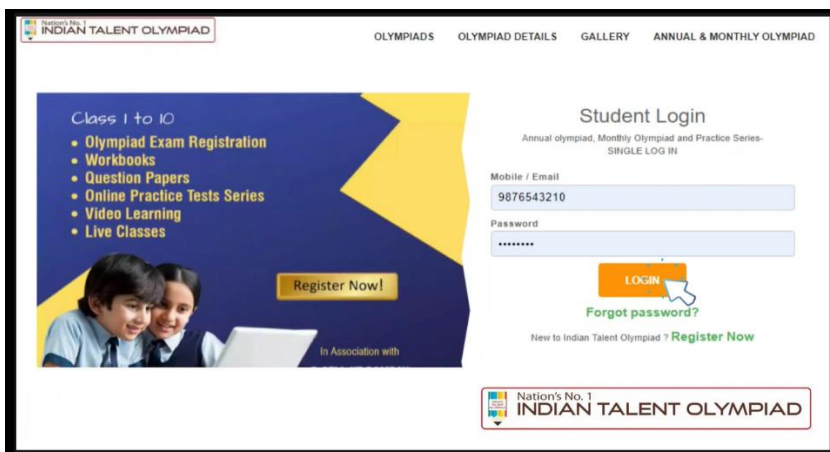 Nation's No. 1
INDIAN TALENT OLYMPIAD
OLYMPIADS OLYMPIAD DETAILS GALLERY ANNUAL & MONTHLY OLYMPIAD
Class 1 to 10
• Olympiad Exam Registration
• Workbooks
• Question Papers
• Online Practice Tests Series
• Video Learning
• Live Classes
Register Now!
In Association with
Student Login
Annual olympiad, Monthly Olympiad and Practice Series-
SINGLE LOG IN
Mobile / Email
9876543210
Password
••••••••
LOGIN
Forgot password?
New to Indian Talent Olympiad ? Register Now
Nation's No. 1
INDIAN TALENT OLYMPIAD